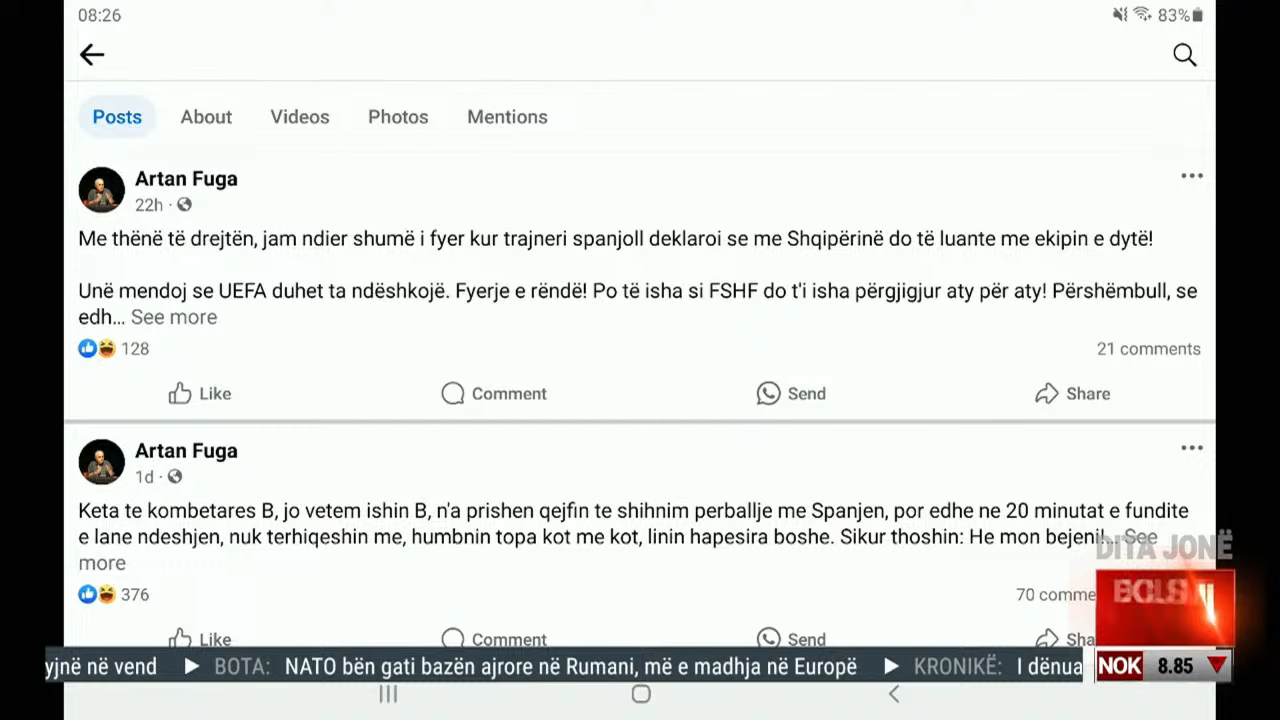 08:26
83%
Posts About Videos Photos Mentions
Artan Fuga
22h ·
Me thënë të drejtën, jam ndier shumë i fyer kur trajneri spanjoll deklaroi se me Shqipërinë do të luante me ekipin e dytë!
Unë mendoj se UEFA duhet ta ndëshkojë. Fyerje e rëndë! Po të isha si FSHF do t'i isha përgjigjur aty për aty! Përshëmbull, se
edh... See more
128
21 comments
Like Comment Send Share
Artan Fuga
1d ·
Keta te kombetares B, jo vetem ishin B, n'a prishen qejfin te shihnim perballje me Spanjen, por edhe ne 20 minutat e fundite
e lane ndeshjen, nuk terhiqeshin me, humbnin topa kot me kot, linin hapesira boshe. Sikur thoshin: He mon bejeni!... See
more
DITA JONË
376
70 comme
Like Comment Send Sha
yjnë në vend ▶ BOTA: NATO bën gati bazën ajrore në Rumani, më e madhja në Europë ▶ KRONIKË: I dënua
NOK 8.85